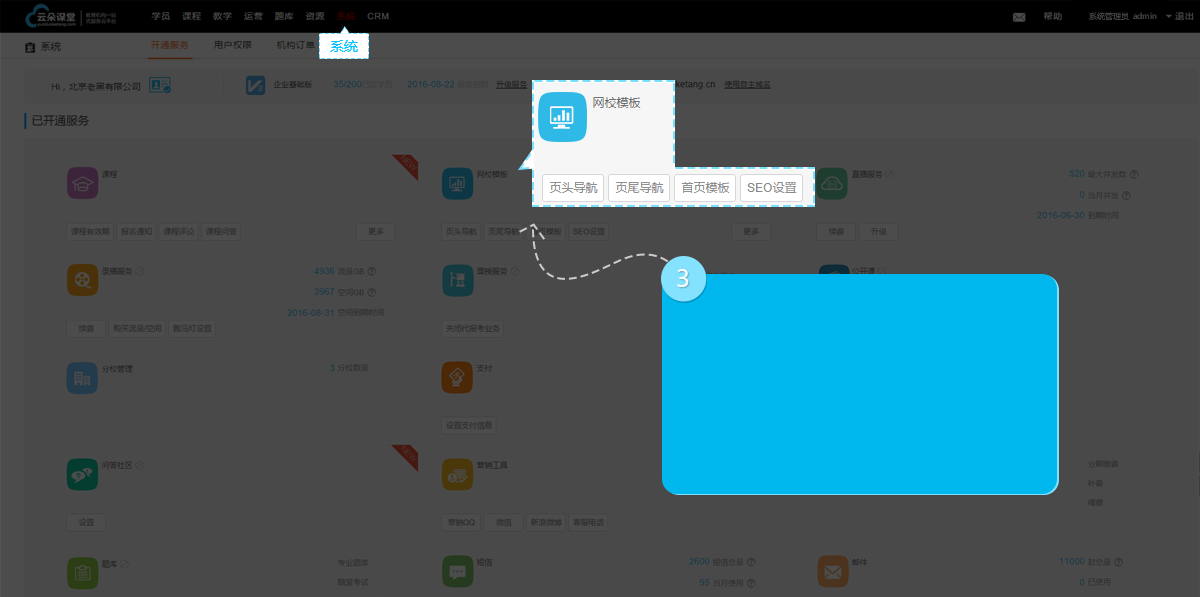 云朵课堂 教育机构一站式服务云平台
学员 课程 教学 运营 题库 资源 系统 CRM
帮助 系统管理员 admin 退出
系统 开通服务 用户权限 机构订单
系统
Hi，北京老黑有限公司 企业基础版 35/200 2016-08-22 升级服务 ketang.cn 使用自主域名
网校模板
页头导航 页尾导航 首页模板 SEO设置
已开通服务
课程
课程有效期 报名通知 课程评论 课程问答 更多
网校模板
页头导航 页尾导航 模板 SEO设置 更多
直播服务
520 最大并发数
0 当月并发
2016-06-30 到期时间
续费 升级
录播服务
4936 流量GB
3967 空间GB
2016-08-31 空间到期时间
续费 购买流量/空间 跑马灯设置
面授服务
关闭代报考业务
公开课
3
分校管理
3 分校数量
支付
设置支付信息
问答社区
设置
营销工具
营销QQ 微信 新浪微博 客服电话
分期缴费
补费
题库
专业题库
随堂考试
短信
2600 短信总量
95 当月使用
邮件
11000 封总量
0 已使用